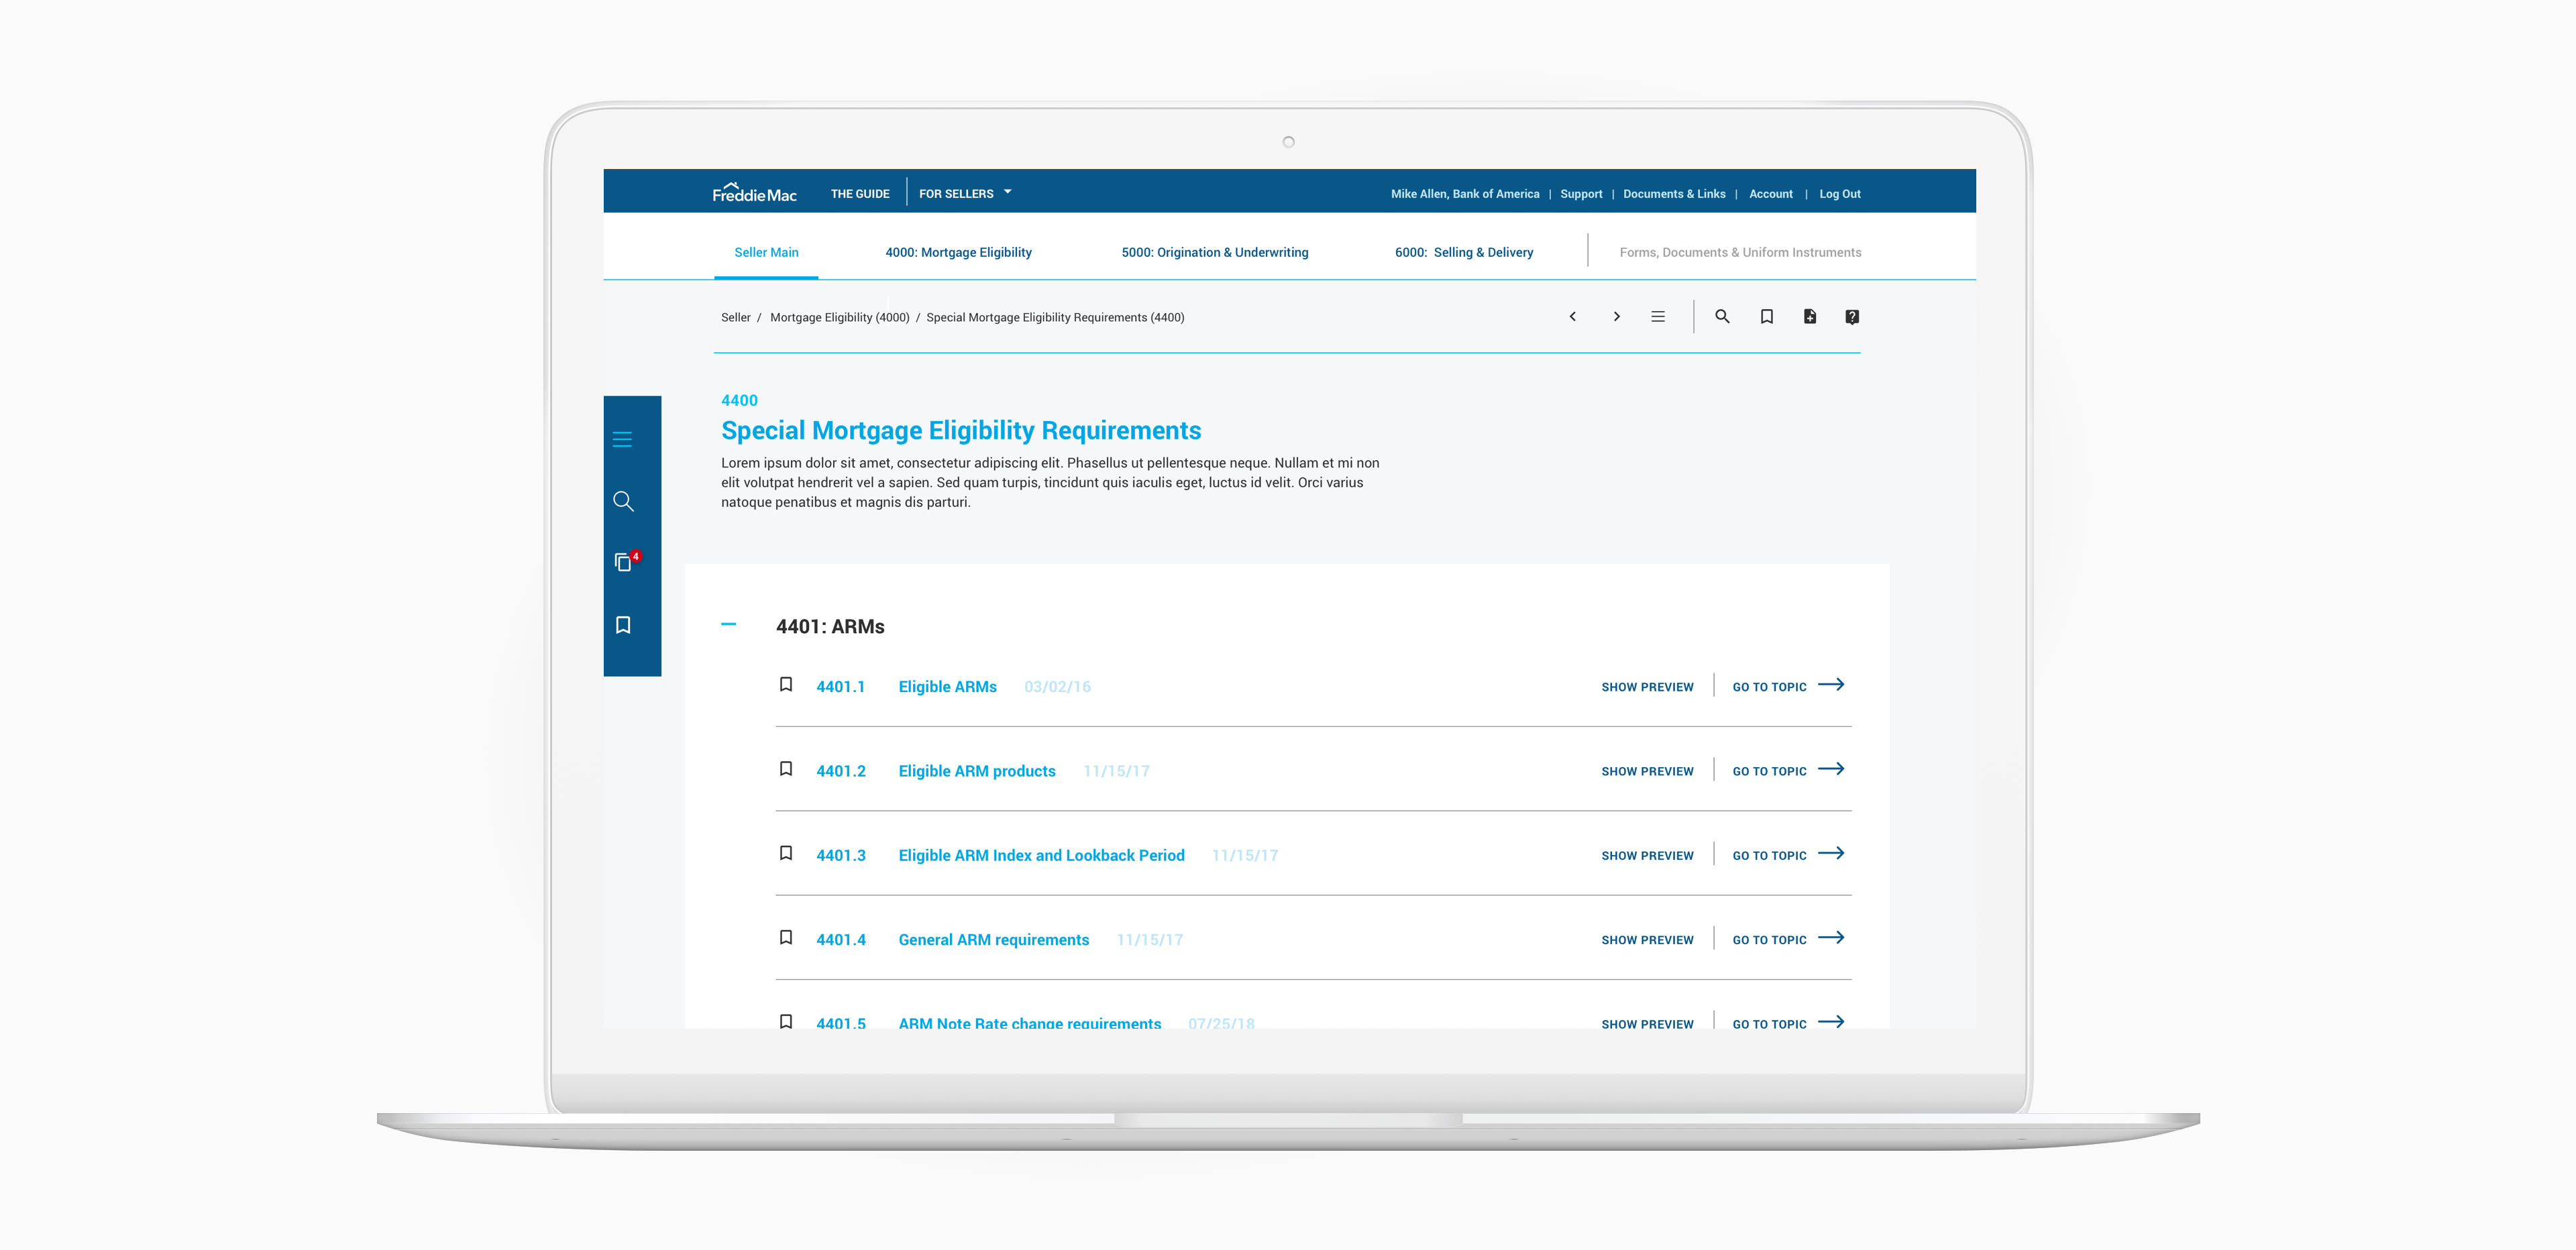 Freddie Mac THE GUIDE FOR SELLERS Mike Allen, Bank of America | Support | Documents & Links | Account | Log Out
Seller Main 4000: Mortgage Eligibility 5000: Origination & Underwriting 6000: Selling & Delivery Forms, Documents & Uniform Instruments
Seller / Mortgage Eligibility (4000) / Special Mortgage Eligibility Requirements (4400)
4400
Special Mortgage Eligibility Requirements
Lorem ipsum dolor sit amet, consectetur adipiscing elit. Phasellus ut pellentesque neque. Nullam et mi non
elit volutpat hendrerit vel a sapien. Sed quam turpis, tincidunt quis iaculis eget, luctus id velit. Orci varius
natoque penatibus et magnis dis parturi.
4
4401: ARMs
4401.1 Eligible ARMs 03/02/16 SHOW PREVIEW GO TO TOPIC
4401.2 Eligible ARM products 11/15/17 SHOW PREVIEW GO TO TOPIC
4401.3 Eligible ARM Index and Lookback Period 11/15/17 SHOW PREVIEW GO TO TOPIC
4401.4 General ARM requirements 11/15/17 SHOW PREVIEW GO TO TOPIC
4401.5 ARM Note Rate change requirements 07/25/18 SHOW PREVIEW GO TO TOPIC